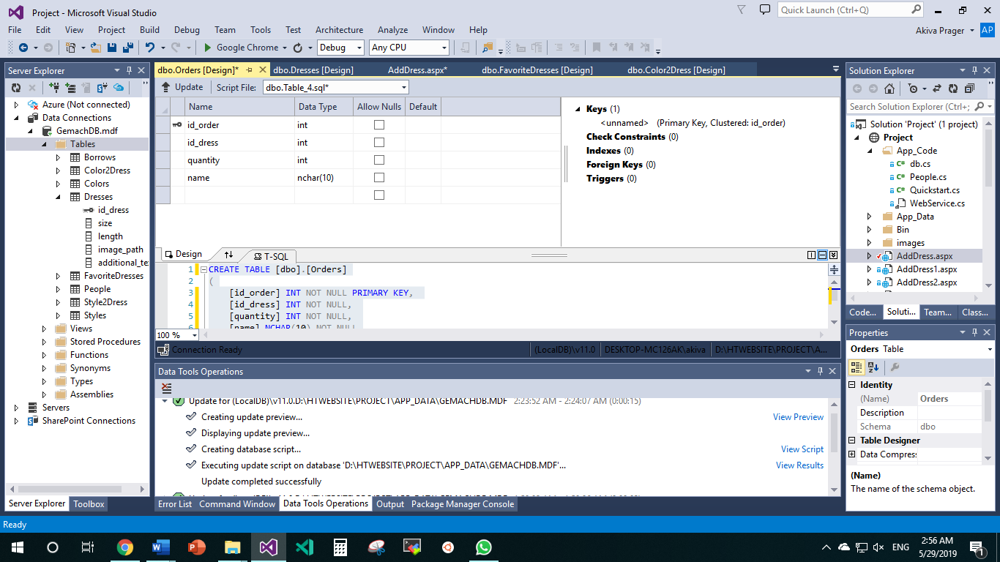 Project - Microsoft Visual Studio
Quick Launch (Ctrl+Q)
File Edit View Project Build Debug Team Tools Test Architecture Analyze Window Help
Akiva Prager AP
Google Chrome Debug Any CPU
Server Explorer
Azure (Not connected)
Data Connections
GemachDB.mdf
Tables
Borrows
Color2Dress
Colors
Dresses
id_dress
size
length
image_path
additional_te
FavoriteDresses
People
Style2Dress
Styles
Views
Stored Procedures
Functions
Synonyms
Types
Assemblies
Servers
SharePoint Connections
Server Explorer Toolbox
dbo.Orders [Design]* dbo.Dresses [Design] AddDress.aspx* dbo.FavoriteDresses [Design] dbo.Color2Dress [Design]
Update Script File: dbo.Table_4.sql*
Name Data Type Allow Nulls Default
id_order int
id_dress int
quantity int
name nchar(10)
Keys (1)
<unnamed> (Primary Key, Clustered: id_order)
Check Constraints (0)
Indexes (0)
Foreign Keys (0)
Triggers (0)
Design T-SQL
1 CREATE TABLE [dbo].[Orders]
2 (
3 [id_order] INT NOT NULL PRIMARY KEY,
4 [id_dress] INT NOT NULL,
5 [quantity] INT NOT NULL,
6 [name] NCHAR(10) NOT NULL
100 %
Connection Ready (LocalDB)\v11.0 DESKTOP-MC126AK\akiva D:\HTWEBSITE\PROJECT\A...
Data Tools Operations
Update for (LocalDB)\v11.0.D:\HTWEBSITE\PROJECT\APP_DATA\GEMACHDB.MDF 2:23:52 AM - 2:24:07 AM (0:00:15)
Creating update preview... View Preview
Displaying update preview...
Creating database script... View Script
Executing update script on database 'D:\HTWEBSITE\PROJECT\APP_DATA\GEMACHDB.MDF'... View Results
Update completed successfully
Error List Command Window Data Tools Operations Output Package Manager Console
Solution Explorer
Search Solution Explorer (Ctrl+;
Solution 'Project' (1 project)
Project
App_Code
db.cs
People.cs
Quickstart.cs
WebService.cs
App_Data
Bin
images
AddDress.aspx
AddDress1.aspx
AddDress2.aspx
Code... Soluti... Team... Class...
Properties
Orders Table
Identity
(Name) Orders
Description
Schema dbo
Table Designer
Data Compres
(Name)
The name of the schema object.
Ready
ENG
2:56 AM
5/29/2019
1